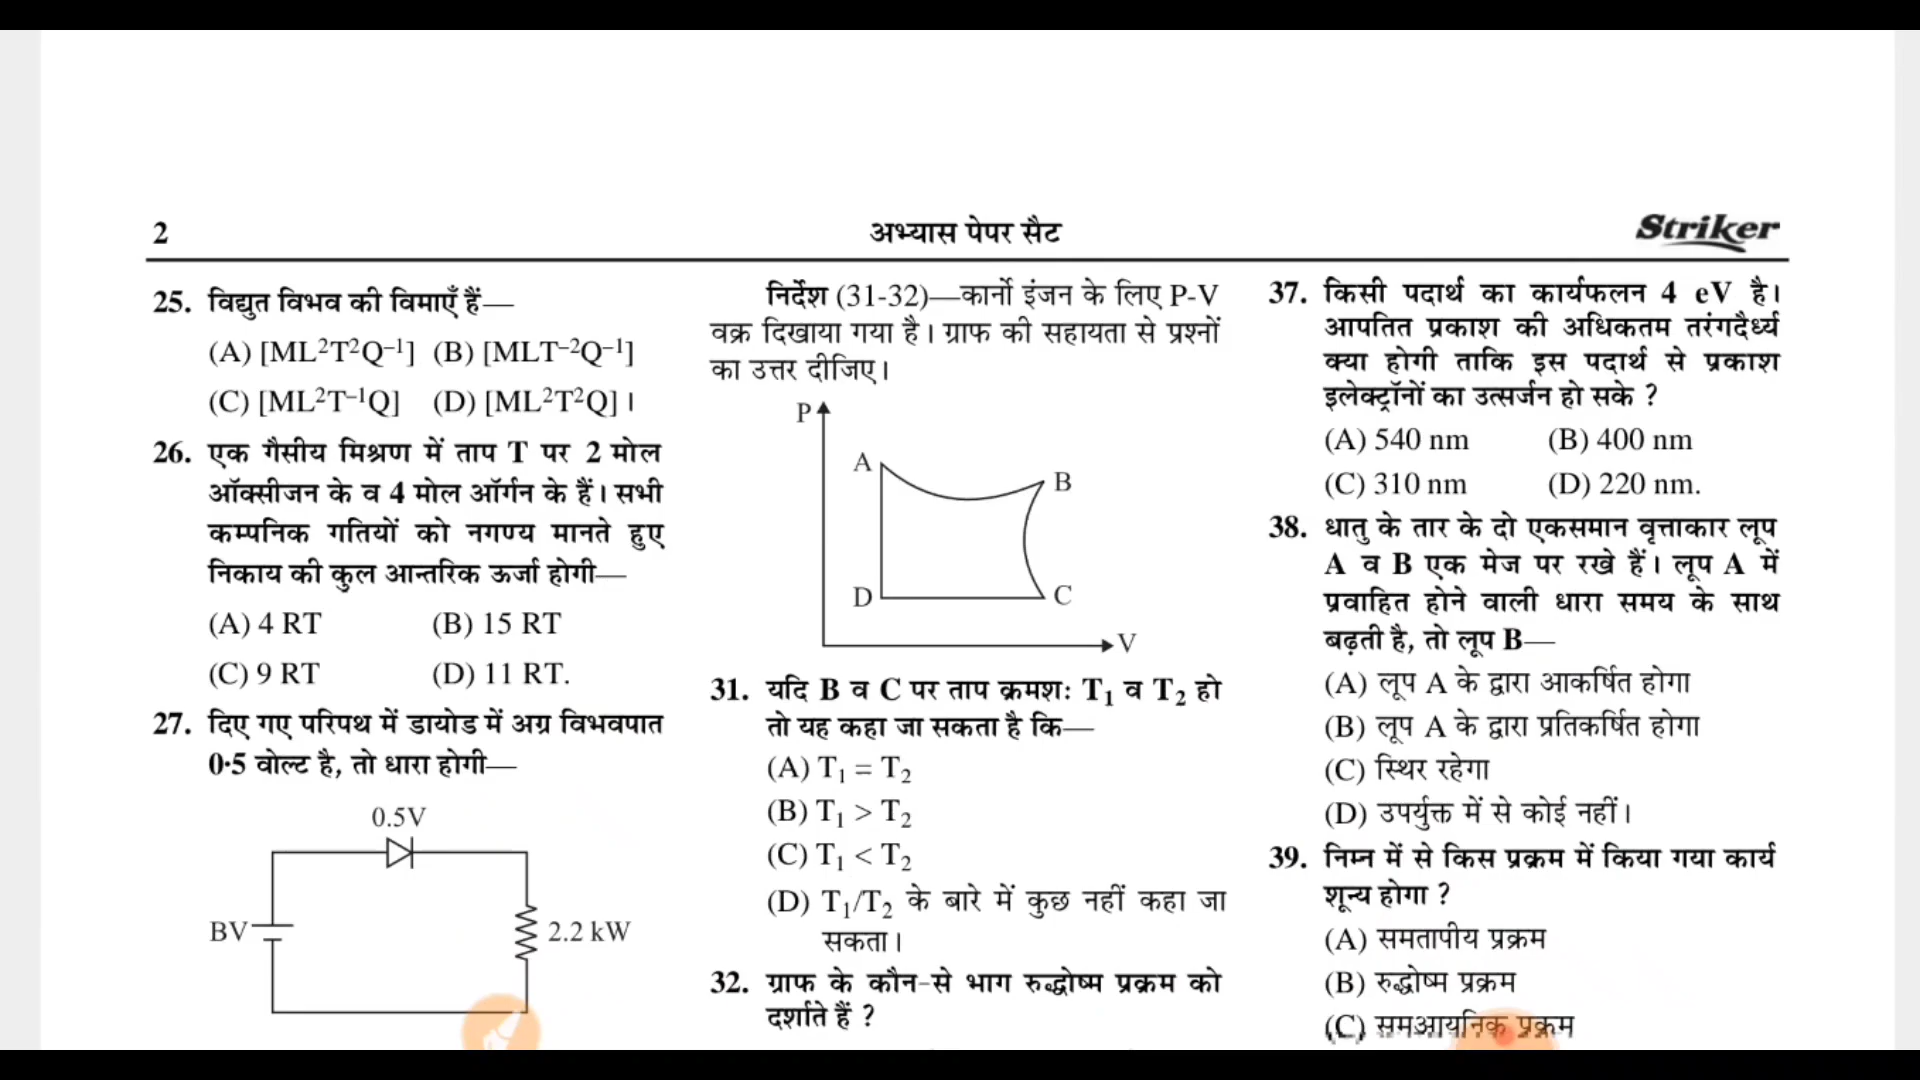 2
अभ्यास पेपर सैट
Striker
25. विद्युत विभव की विमाएँ हैं—
(A) [ML²T²Q⁻¹] (B) [MLT⁻²Q⁻¹]
(C) [ML²T⁻¹Q] (D) [ML²T²Q]।
26. एक गैसीय मिश्रण में ताप T पर 2 मोल
ऑक्सीजन के व 4 मोल ऑर्गन के हैं। सभी
कम्पनिक गतियों को नगण्य मानते हुए
निकाय की कुल आन्तरिक ऊर्जा होगी—
(A) 4 RT (B) 15 RT
(C) 9 RT (D) 11 RT.
27. दिए गए परिपथ में डायोड में अग्र विभवपात
0·5 वोल्ट है, तो धारा होगी—
0.5V
BV
2.2 kW
निर्देश (31-32)—कार्नो इंजन के लिए P-V
वक्र दिखाया गया है। ग्राफ की सहायता से प्रश्नों
का उत्तर दीजिए।
P
A
B
D
C
V
31. यदि B व C पर ताप क्रमशः T₁ व T₂ हो
तो यह कहा जा सकता है कि—
(A) T₁ = T₂
(B) T₁ > T₂
(C) T₁ < T₂
(D) T₁/T₂ के बारे में कुछ नहीं कहा जा
सकता।
32. ग्राफ के कौन-से भाग रुद्धोष्म प्रक्रम को
दर्शाते हैं ?
37. किसी पदार्थ का कार्यफलन 4 eV है।
आपतित प्रकाश की अधिकतम तरंगदैर्ध्य
क्या होगी ताकि इस पदार्थ से प्रकाश
इलेक्ट्रॉनों का उत्सर्जन हो सके ?
(A) 540 nm (B) 400 nm
(C) 310 nm (D) 220 nm.
38. धातु के तार के दो एकसमान वृत्ताकार लूप
A व B एक मेज पर रखे हैं। लूप A में
प्रवाहित होने वाली धारा समय के साथ
बढ़ती है, तो लूप B—
(A) लूप A के द्वारा आकर्षित होगा
(B) लूप A के द्वारा प्रतिकर्षित होगा
(C) स्थिर रहेगा
(D) उपर्युक्त में से कोई नहीं।
39. निम्न में से किस प्रक्रम में किया गया कार्य
शून्य होगा ?
(A) समतापीय प्रक्रम
(B) रुद्धोष्म प्रक्रम
(C) समआयनिक प्रक्रम